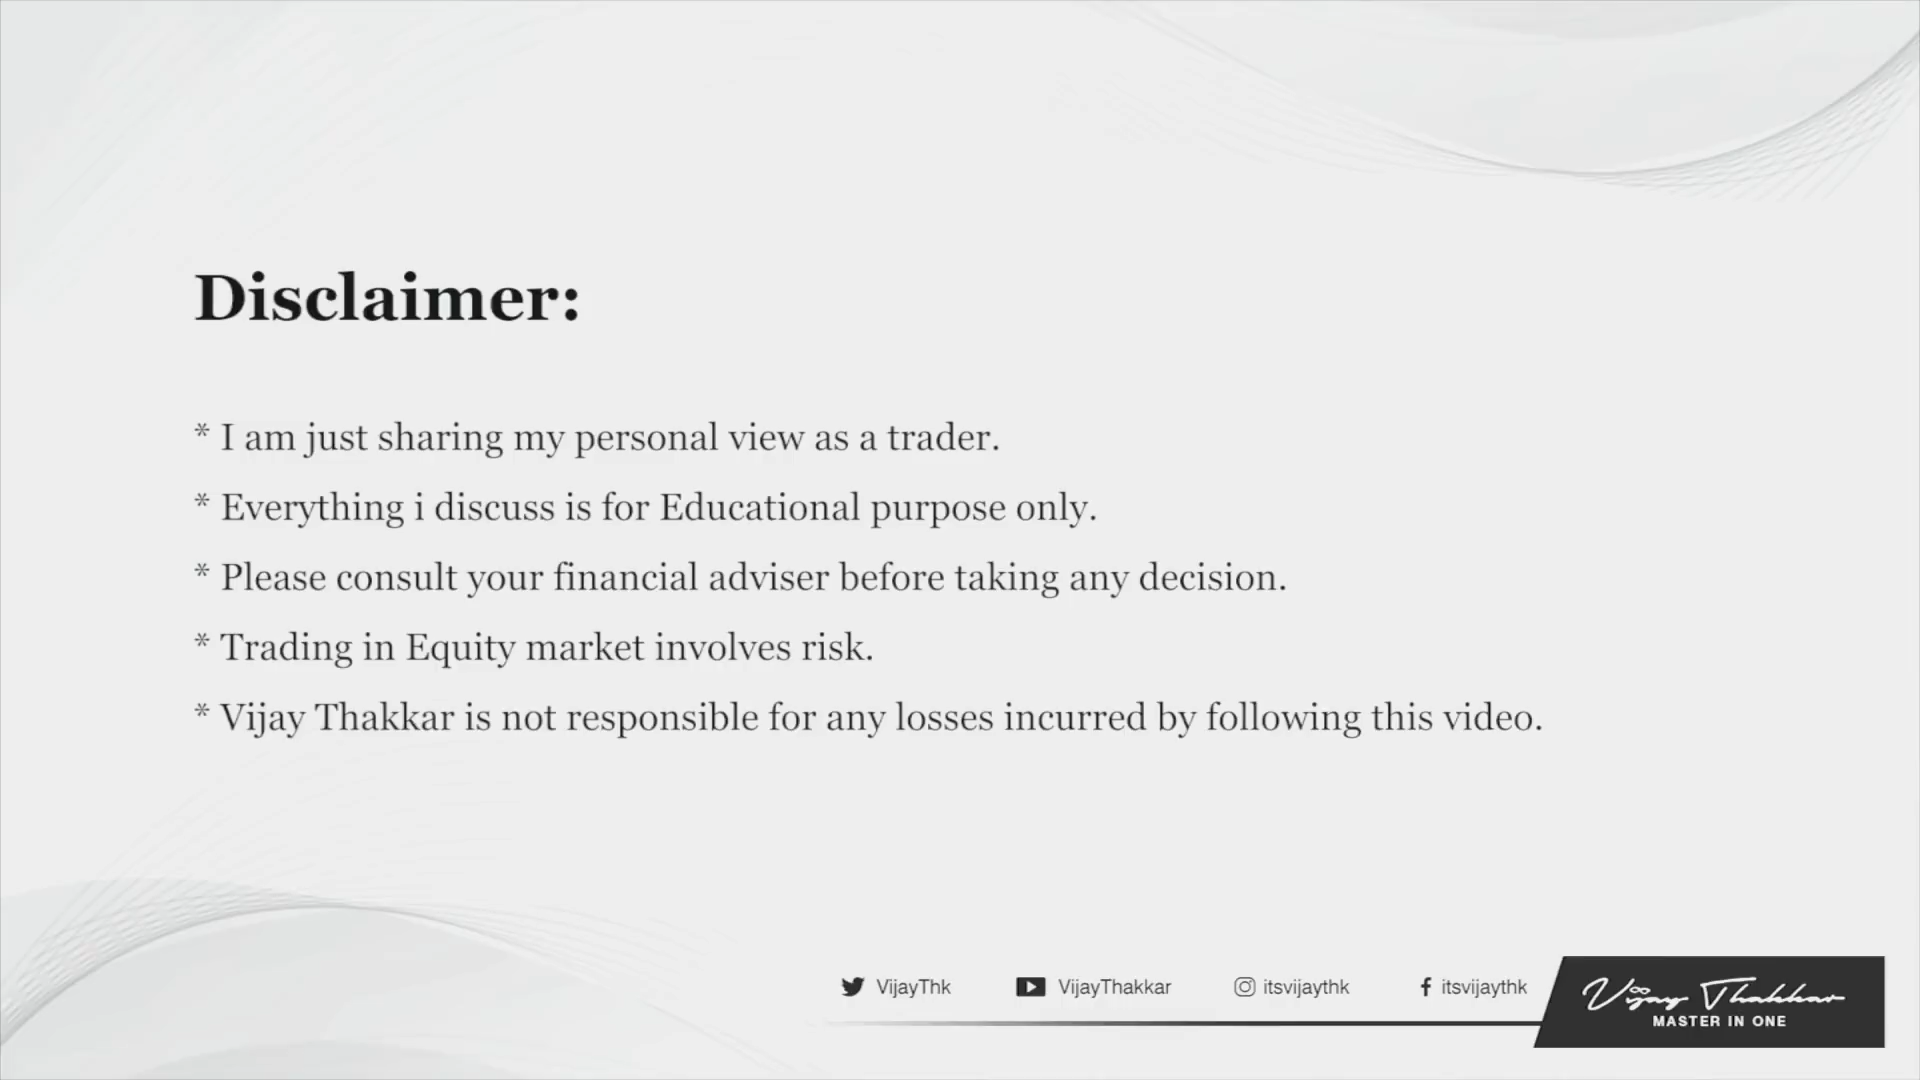 Disclaimer:
* I am just sharing my personal view as a trader.
* Everything i discuss is for Educational purpose only.
* Please consult your financial adviser before taking any decision.
* Trading in Equity market involves risk.
* Vijay Thakkar is not responsible for any losses incurred by following this video.
VijayThk VijayThakkar itsvijaythk itsvijaythk
Vijay Thakkar
MASTER IN ONE